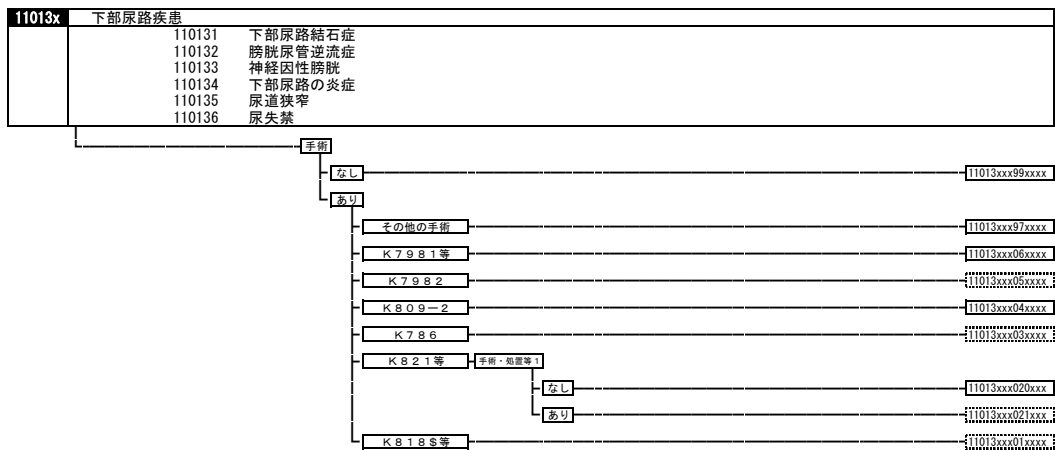 11013x 下部尿路疾患
110131 下部尿路結石症
110132 膀胱尿管逆流症
110133 神経因性膀胱
110134 下部尿路の炎症
110135 尿道狭窄
110136 尿失禁
手術
なし 11013xxx99xxxx
あり
その他の手術 11013xxx97xxxx
K7981等 11013xxx06xxxx
K7982 11013xxx05xxxx
K809-2 11013xxx04xxxx
K786 11013xxx03xxxx
K821等 手術・処置等1
なし 11013xxx020xxx
あり 11013xxx021xxx
K818$等 11013xxx01xxxx